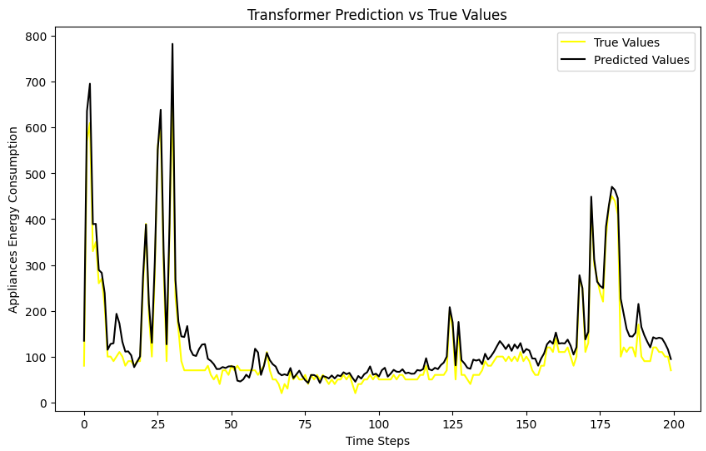 Transformer Prediction vs True Values
True Values
Predicted Values
Appliances Energy Consumption
800
700
600
500
400
300
200
100
0
0 25 50 75 100 125 150 175 200
Time Steps